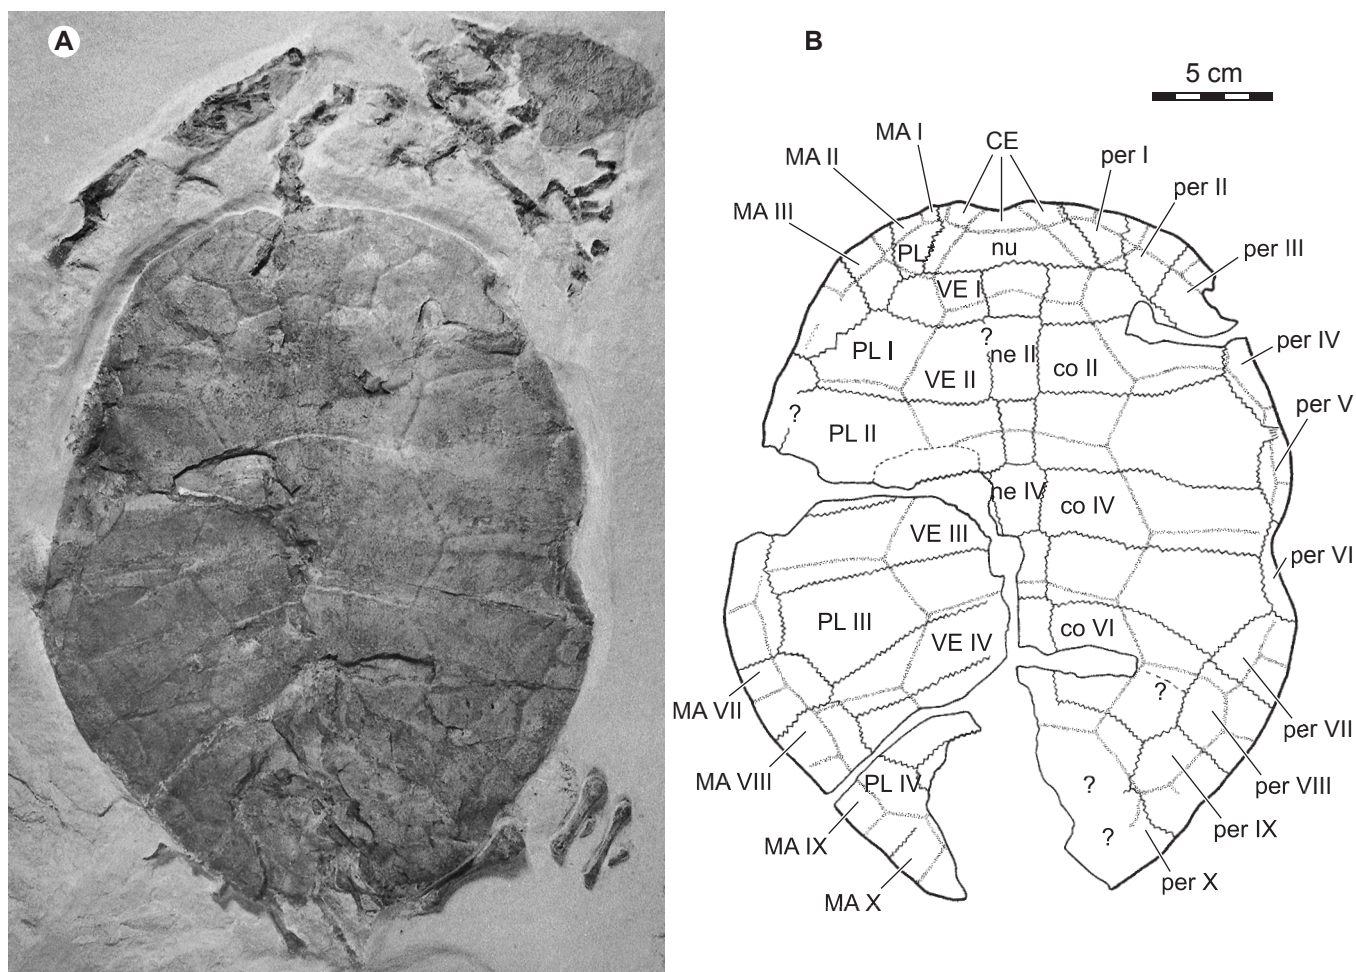 A
B
5 cm
MA I
CE
MA II
per I
MA III
per II
PL
nu
per III
VE I
?
PL I
ne II
co II
per IV
VE II
?
per V
PL II
ne IV
co IV
VE III
per VI
PL III
co VI
VE IV
?
MA VII
per VII
MA VIII
PL IV
?
per VIII
MA IX
?
per IX
MA X
per X